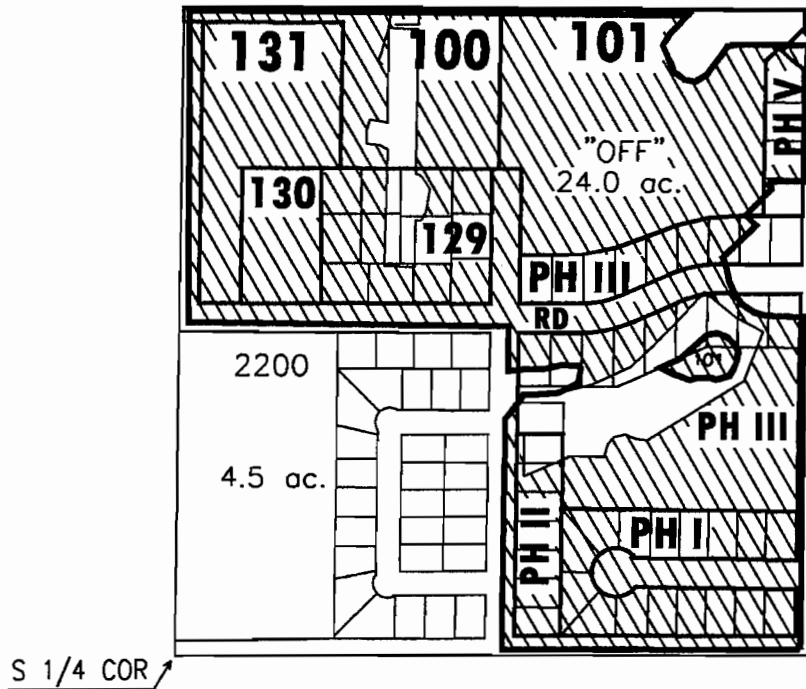 131
100
101
PH V
"OFF"
24.0 ac.
130
129
PH III
RD
101
2200
PH III
4.5 ac.
PH II
PH I
S 1/4 COR